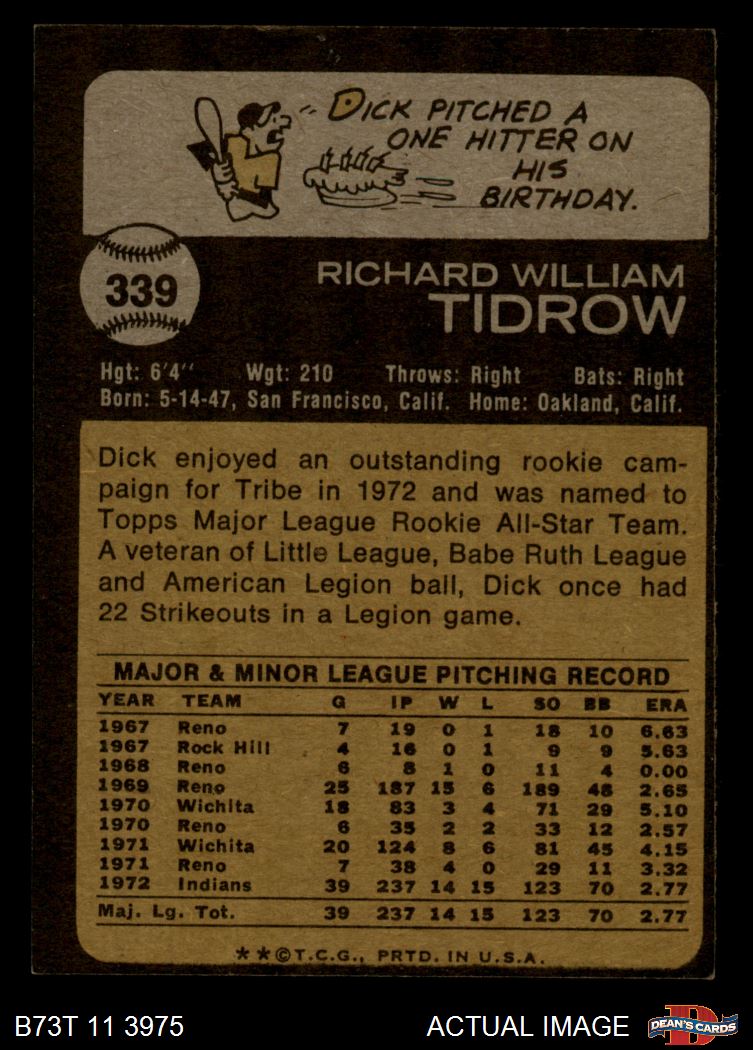 DICK PITCHED A
ONE HITTER ON
HIS
BIRTHDAY.
339
RICHARD WILLIAM
TIDROW
Hgt: 6'4" Wgt: 210 Throws: Right Bats: Right
Born: 5-14-47, San Francisco, Calif. Home: Oakland, Calif.
Dick enjoyed an outstanding rookie cam-
paign for Tribe in 1972 and was named to
Topps Major League Rookie All-Star Team.
A veteran of Little League, Babe Ruth League
and American Legion ball, Dick once had
22 Strikeouts in a Legion game.
MAJOR & MINOR LEAGUE PITCHING RECORD
YEAR TEAM G IP W L SO BB ERA
1967 Reno 7 19 0 1 18 10 6.63
1967 Rock Hill 4 16 0 1 9 9 5.63
1968 Reno 6 8 1 0 11 4 0.00
1969 Reno 25 187 15 6 189 48 2.65
1970 Wichita 18 83 3 4 71 29 5.10
1970 Reno 6 35 2 2 33 12 2.57
1971 Wichita 20 124 8 6 81 45 4.15
1971 Reno 7 38 4 0 29 11 3.32
1972 Indians 39 237 14 15 123 70 2.77
Maj. Lg. Tot. 39 237 14 15 123 70 2.77
**©T.C.G., PRTD. IN U.S.A.
B73T 11 3975 ACTUAL IMAGE
D
DEAN'S CARDS